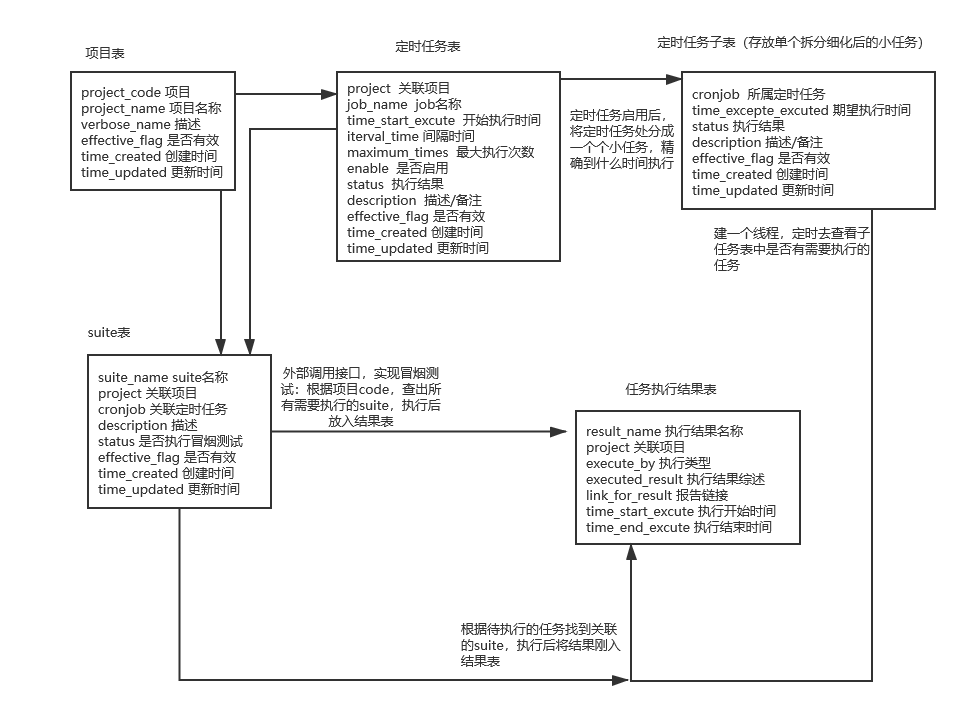 项目表
project_code 项目
project_name 项目名称
verbose_name 描述
effective_flag 是否有效
time_created 创建时间
time_updated 更新时间
定时任务表
project  关联项目
job_name  job名称
time_start_excute  开始执行时间
iterval_time 间隔时间
maximum_times  最大执行次数
enable  是否启用
status  执行结果
description  描述/备注
effective_flag 是否有效
time_created 创建时间
time_updated 更新时间
定时任务启用后，
将定时任务处分成
一个个小任务，精
确到什么时间执行
定时任务子表（存放单个拆分细化后的小任务）
cronjob  所属定时任务
time_excepte_excuted 期望执行时间
status 执行结果
description 描述/备注
effective_flag 是否有效
time_created 创建时间
time_updated 更新时间
建一个线程，定时去查看子
任务表中是否有需要执行的
任务
suite表
suite_name suite名称
project 关联项目
cronjob 关联定时任务
description 描述
status 是否执行冒烟测试
effective_flag 是否有效
time_created 创建时间
time_updated 更新时间
外部调用接口，实现冒烟测
试：根据项目code，查出所
有需要执行的suite，执行后
放入结果表
任务执行结果表
result_name 执行结果名称
project 关联项目
execute_by 执行类型
executed_result 执行结果综述
link_for_result 报告链接
time_start_excute 执行开始时间
time_end_excute 执行结束时间
根据待执行的任务找到关联
的suite，执行后将结果刚入
结果表